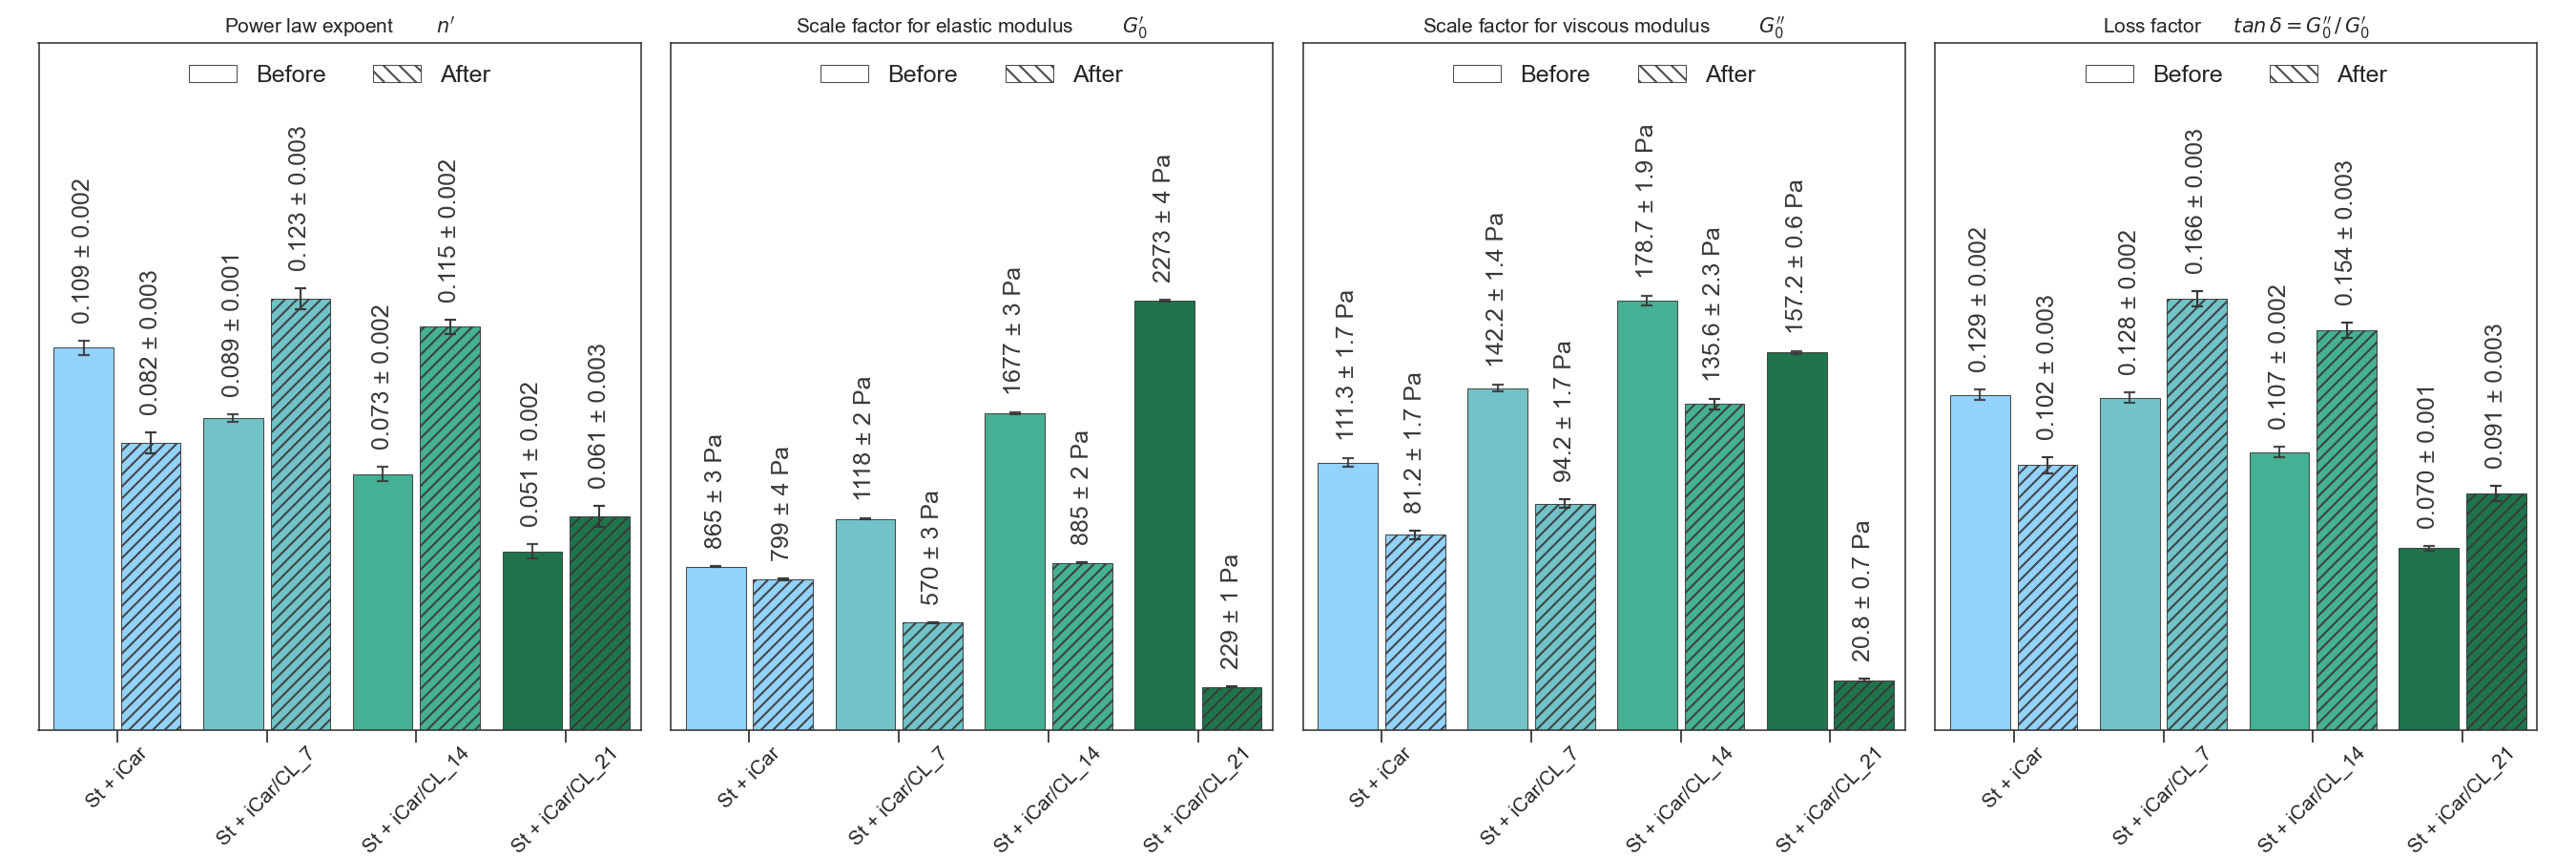 Power law expoent n′
Before After
0.109 ± 0.002
0.082 ± 0.003
0.089 ± 0.001
0.123 ± 0.003
0.073 ± 0.002
0.115 ± 0.002
0.051 ± 0.002
0.061 ± 0.003
St + iCar
St + iCar/CL_7
St + iCar/CL_14
St + iCar/CL_21
Scale factor for elastic modulus G′₀
Before After
865 ± 3 Pa
799 ± 4 Pa
1118 ± 2 Pa
570 ± 3 Pa
1677 ± 3 Pa
885 ± 2 Pa
2273 ± 4 Pa
229 ± 1 Pa
St + iCar
St + iCar/CL_7
St + iCar/CL_14
St + iCar/CL_21
Scale factor for viscous modulus G″₀
Before After
111.3 ± 1.7 Pa
81.2 ± 1.7 Pa
142.2 ± 1.4 Pa
94.2 ± 1.7 Pa
178.7 ± 1.9 Pa
135.6 ± 2.3 Pa
157.2 ± 0.6 Pa
20.8 ± 0.7 Pa
St + iCar
St + iCar/CL_7
St + iCar/CL_14
St + iCar/CL_21
Loss factor tan δ = G″₀ / G′₀
Before After
0.129 ± 0.002
0.102 ± 0.003
0.128 ± 0.002
0.166 ± 0.003
0.107 ± 0.002
0.154 ± 0.003
0.070 ± 0.001
0.0911 ± 0.003
St + iCar
St + iCar/CL_7
St + iCar/CL_14
St + iCar/CL_21